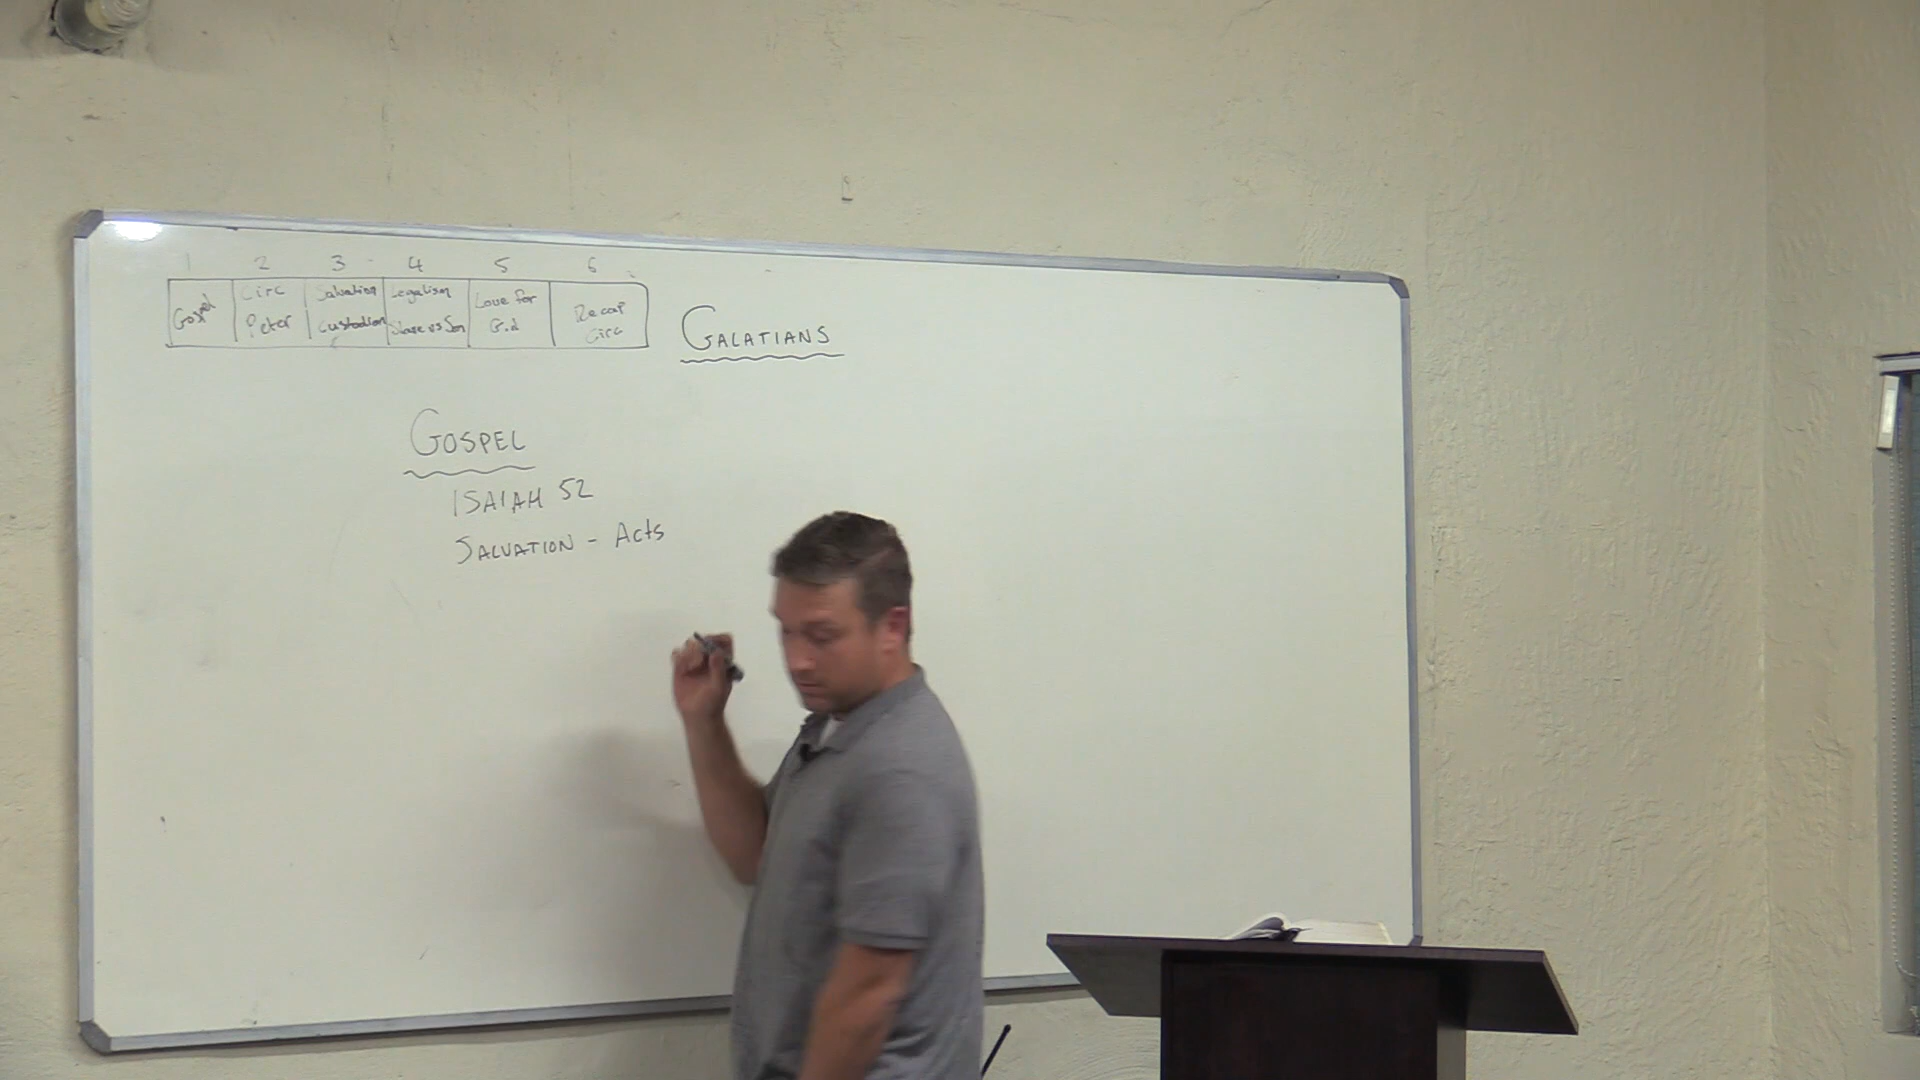 1 2 3 4 5 6
Gospel
Circ
Peter
Salvation
Custodian
Legalism
Slave vs Son
Love for
G.d
Recap
Circ
GALATIANS
GOSPEL
ISAIAH 52
SALVATION - Acts